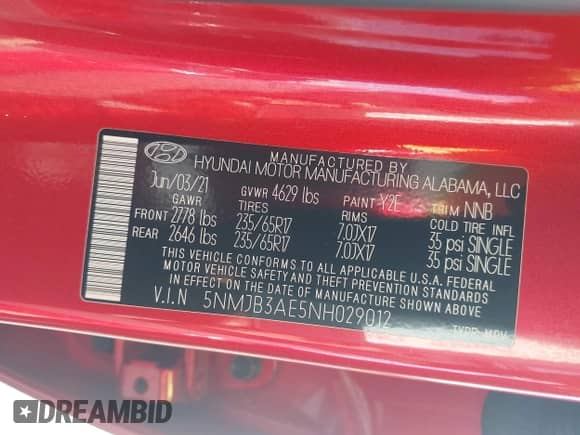 MANUFACTURED BY
HYUNDAI MOTOR MANUFACTURING ALABAMA, LLC
Jun/03/21 GVWR 4629 lbs PAINT Y2E TRIM NNB
GAWR TIRES RIMS COLD TIRE INFL
FRONT 2778 lbs 235/65R17 7.0JX17 35 psi SINGLE
REAR 2646 lbs 235/65R17 7.0JX17 35 psi SINGLE
THIS VEHICLE CONFORMS TO ALL APPLICABLE U.S.A. FEDERAL
MOTOR VEHICLE SAFETY AND THEFT PREVENTION STANDARDS
IN EFFECT ON THE DATE OF MANUFACTURE SHOWN ABOVE.
V.I.N 5NMJB3AE5NH029012 TYPE: MPV
DREAMBID